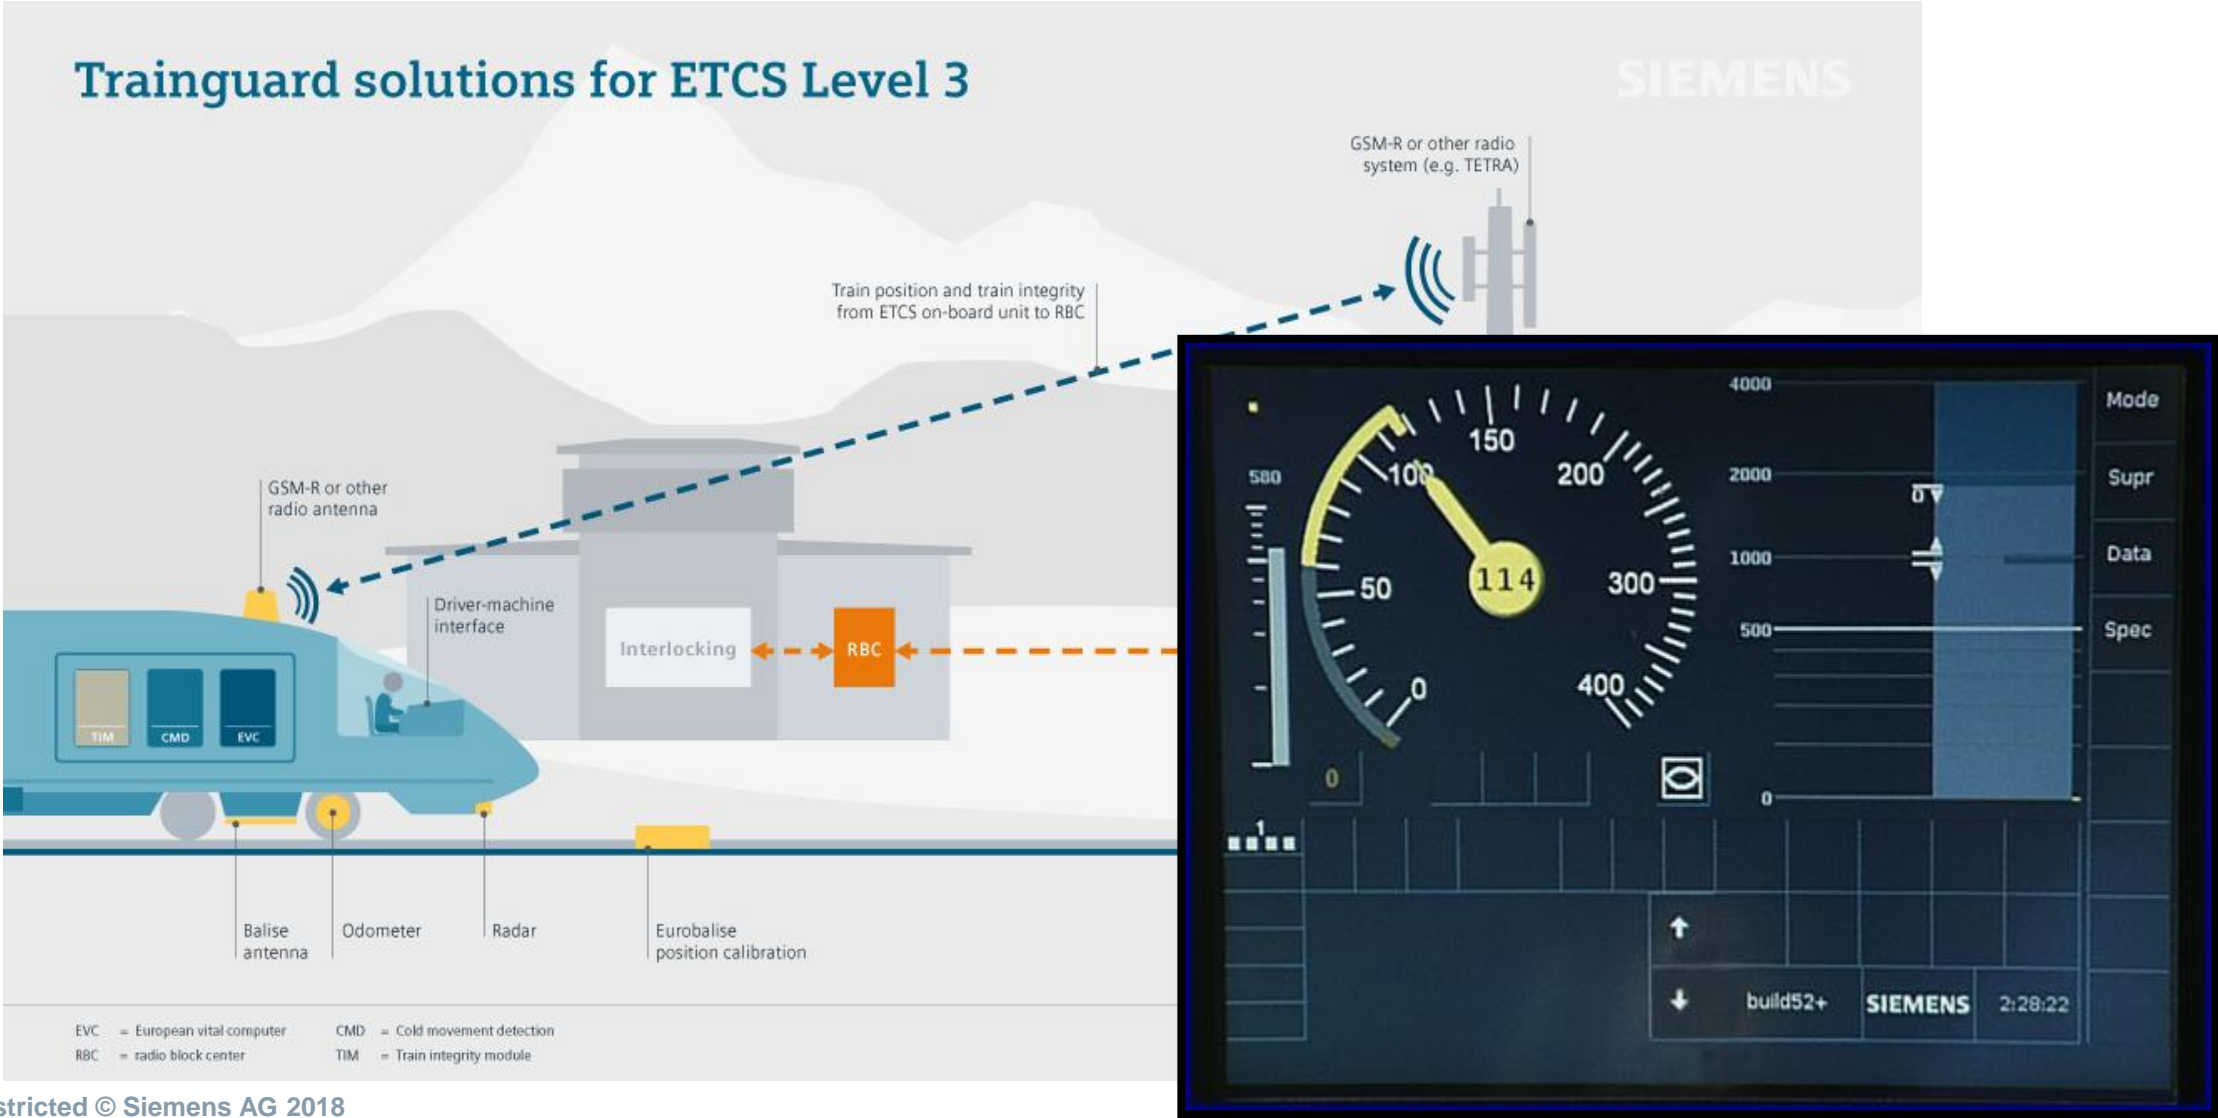 Trainguard solutions for ETCS Level 3
SIEMENS
GSM-R or other radio
system (e.g. TETRA)
Train position and train integrity
from ETCS on-board unit to RBC
GSM-R or other
radio antenna
Driver-machine
interface
Interlocking
RBC
TIM
CMD
EVC
Balise
antenna
Odometer
Radar
Eurobalise
position calibration
EVC = European vital computer
CMD = Cold movement detection
RBC = radio block center
TIM = Train integrity module
stricted © Siemens AG 2018
580
0
50
100
150
200
300
400
114
0
1
4000
2000
0
1000
500
0
Mode
Supr
Data
Spec
build52+
SIEMENS
2:28:22